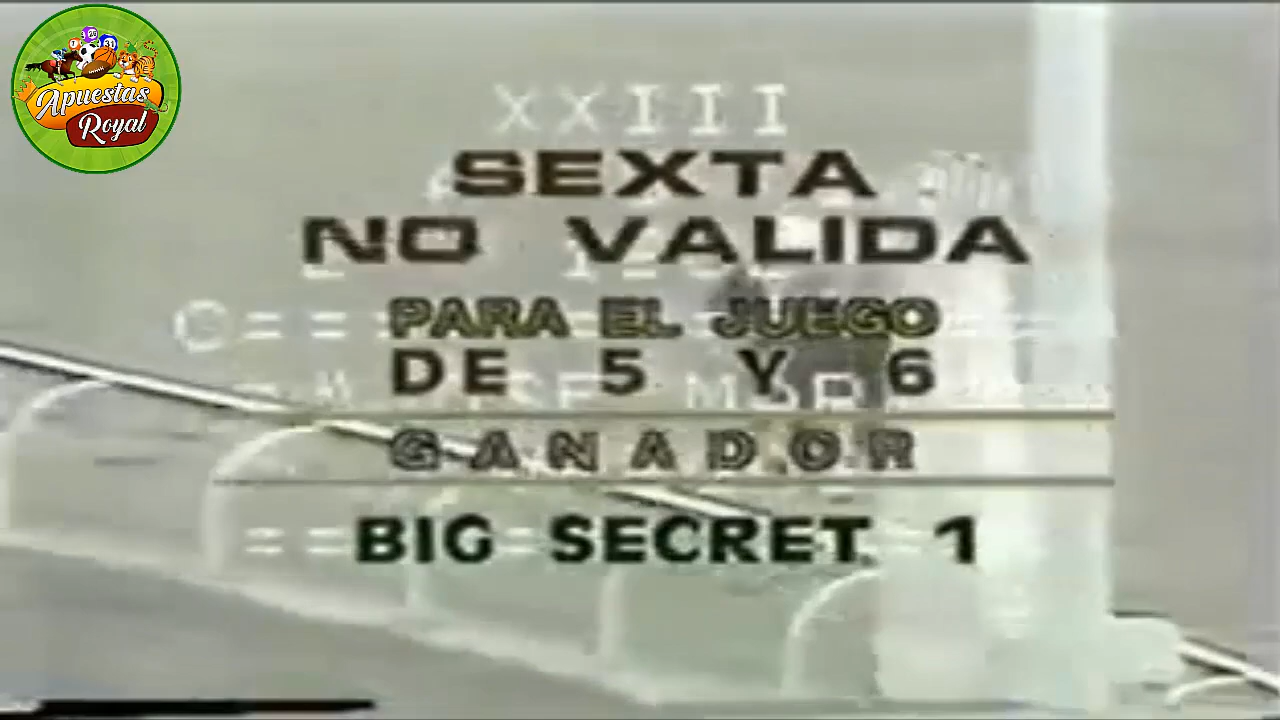 Apuestas
Royal
XXIII
SEXTA
NO VALIDA
PARA EL JUEGO
DE 5 Y 6
GANADOR
BIG SECRET 1